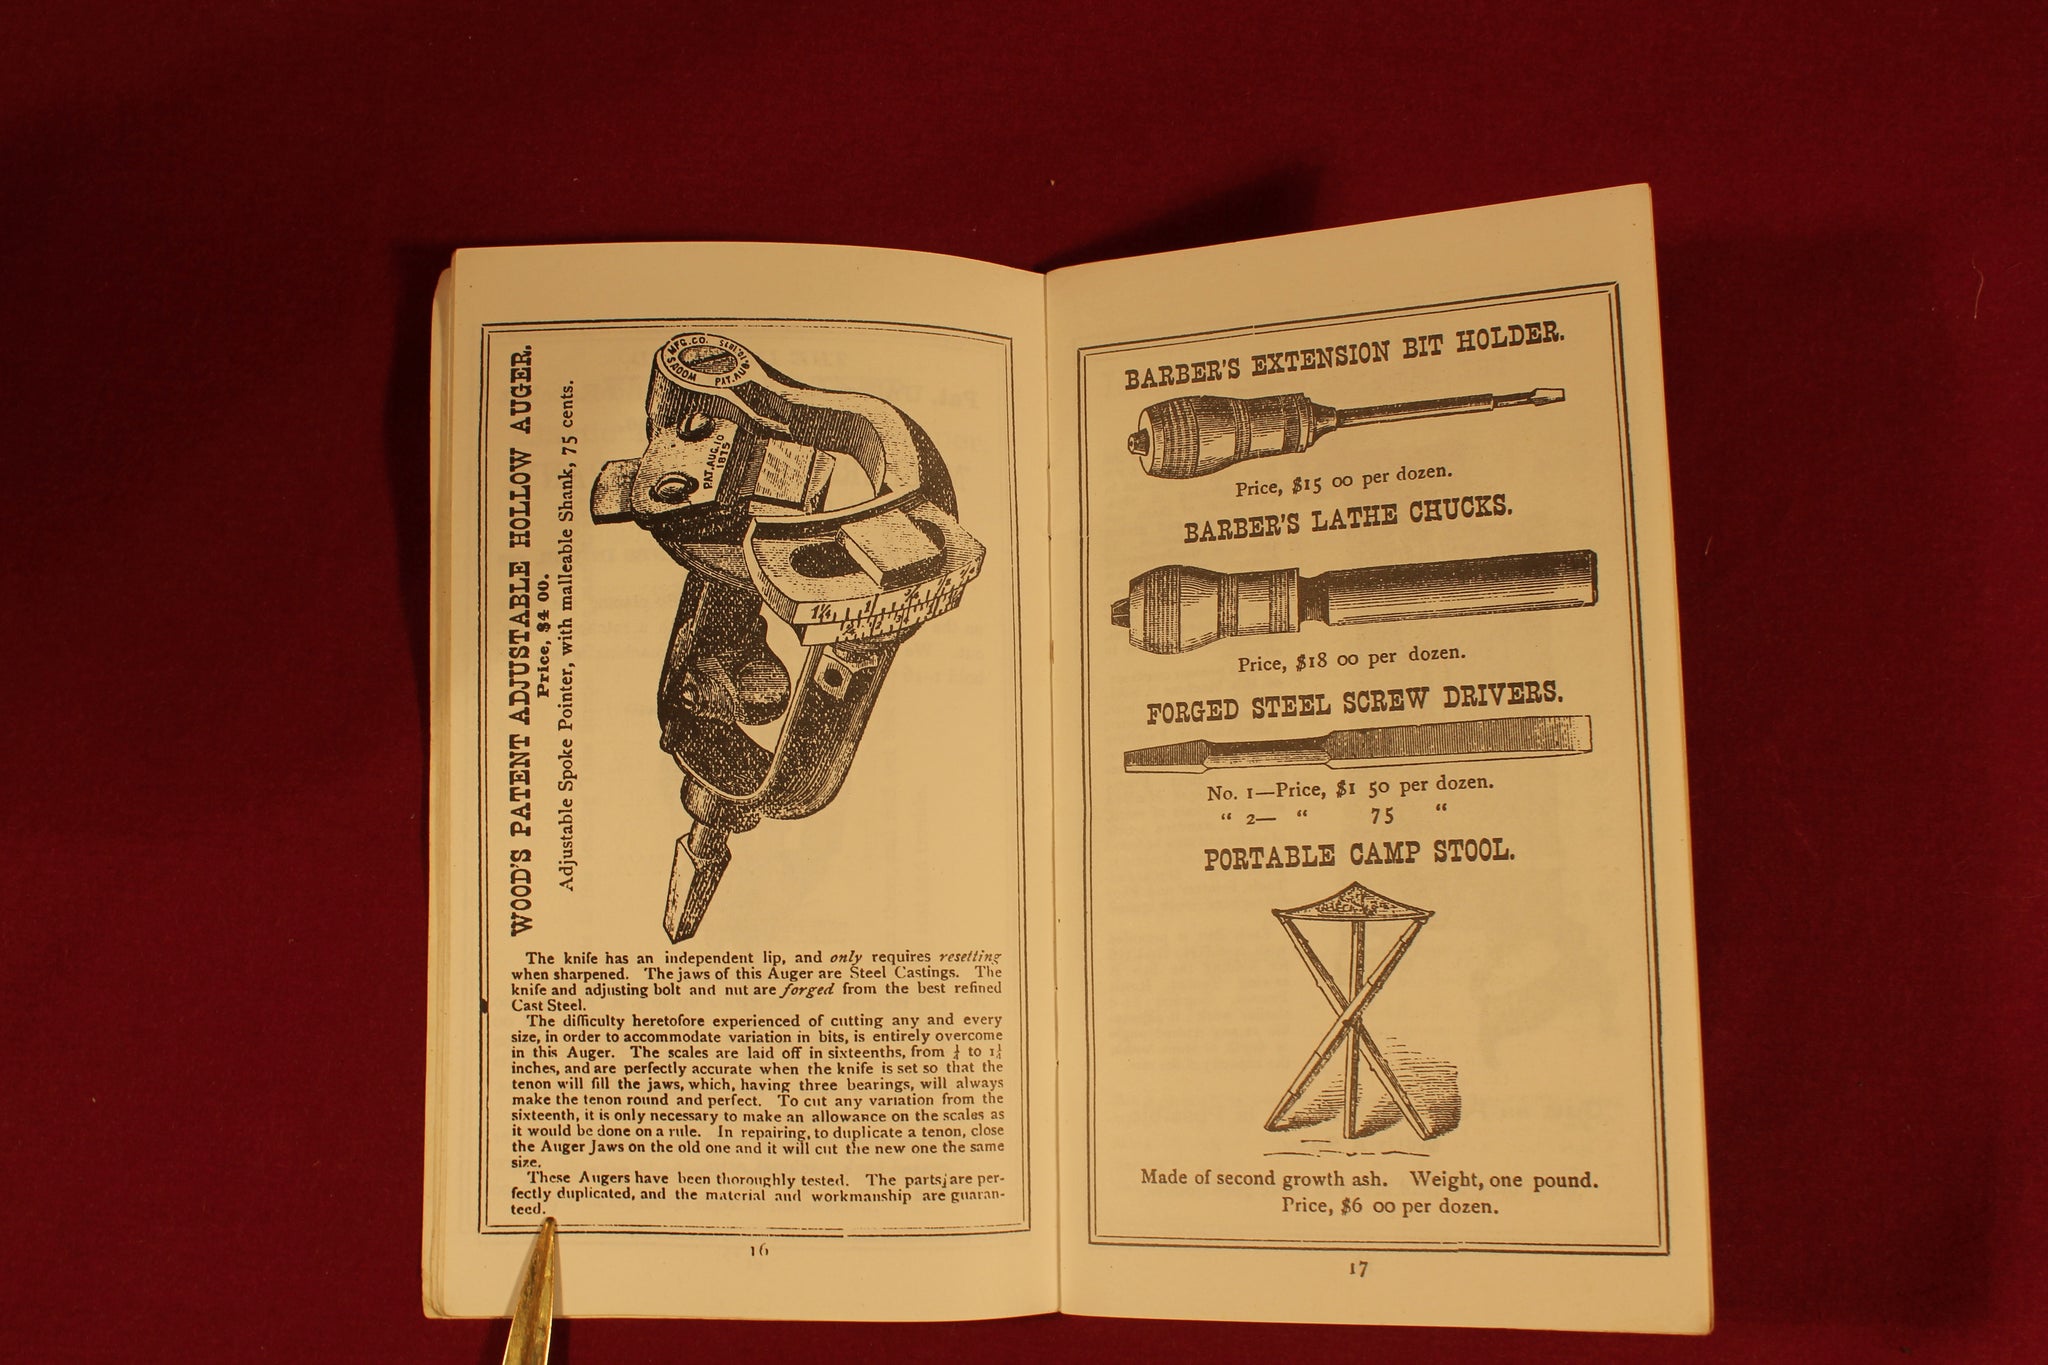 WOOD'S PATENT ADJUSTABLE HOLLOW AUGER.
Price, $4 00.
Adjustable Spoke Pointer, with malleable Shank, 75 cents.
WOOD'S MFG. CO.
PAT. AUG. 10, 1875
PAT. AUG. 10
1875
1¼
The knife has an independent lip, and only requires resetting
when sharpened. The jaws of this Auger are Steel Castings. The
knife and adjusting bolt and nut are forged from the best refined
Cast Steel.
The difficulty heretofore experienced of cutting any and every
size, in order to accommodate variation in bits, is entirely overcome
in this Auger. The scales are laid off in sixteenths, from ¼ to 1¼
inches, and are perfectly accurate when the knife is set so that the
tenon will fill the jaws, which, having three bearings, will always
make the tenon round and perfect. To cut any variation from the
sixteenth, it is only necessary to make an allowance on the scales as
it would be done on a rule. In repairing, to duplicate a tenon, close
the Auger Jaws on the old one and it will cut the new one the same
size.
These Augers have been thoroughly tested. The parts are per-
fectly duplicated, and the material and workmanship are guaran-
teed.
16
BARBER'S EXTENSION BIT HOLDER.
Price, $15 00 per dozen.
BARBER'S LATHE CHUCKS.
Price, $18 00 per dozen.
FORGED STEEL SCREW DRIVERS.
No. 1—Price, $1 50 per dozen.
“ 2— “ 75 “
PORTABLE CAMP STOOL.
Made of second growth ash. Weight, one pound.
Price, $6 00 per dozen.
17